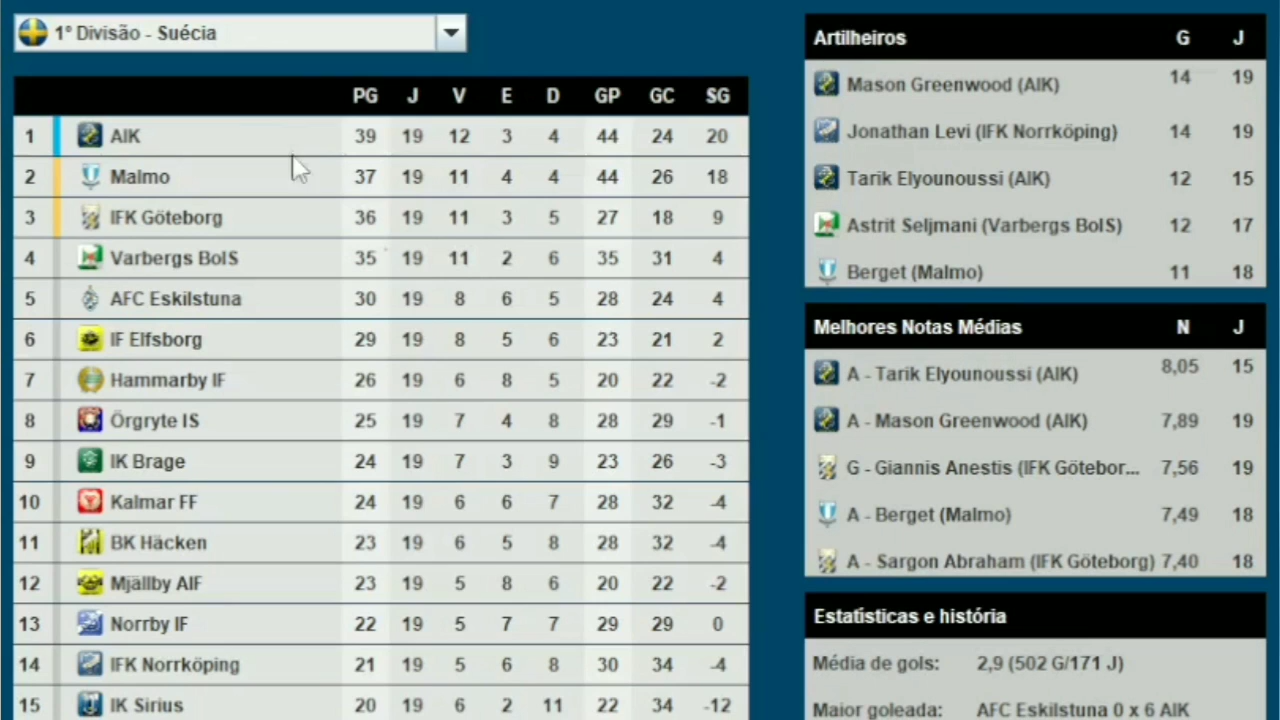 1º Divisão - Suécia
PG J V E D GP GC SG
1 AIK 39 19 12 3 4 44 24 20
2 Malmo 37 19 11 4 4 44 26 18
3 IFK Göteborg 36 19 11 3 5 27 18 9
4 Varbergs BoIS 35 19 11 2 6 35 31 4
5 AFC Eskilstuna 30 19 8 6 5 28 24 4
6 IF Elfsborg 29 19 8 5 6 23 21 2
7 Hammarby IF 26 19 6 8 5 20 22 -2
8 Örgryte IS 25 19 7 4 8 28 29 -1
9 IK Brage 24 19 7 3 9 23 26 -3
10 Kalmar FF 24 19 6 6 7 28 32 -4
11 BK Häcken 23 19 6 5 8 28 32 -4
12 Mjällby AIF 23 19 5 8 6 20 22 -2
13 Norrby IF 22 19 5 7 7 29 29 0
14 IFK Norrköping 21 19 5 6 8 30 34 -4
15 IK Sirius 20 19 6 2 11 22 34 -12
Artilheiros G J
Mason Greenwood (AIK) 14 19
Jonathan Levi (IFK Norrköping) 14 19
Tarik Elyounoussi (AIK) 12 15
Astrit Seljmani (Varbergs BoIS) 12 17
Berget (Malmo) 11 18
Melhores Notas Médias N J
A - Tarik Elyounoussi (AIK) 8,05 15
A - Mason Greenwood (AIK) 7,89 19
G - Giannis Anestis (IFK Götebor... 7,56 19
A - Berget (Malmo) 7,49 18
A - Sargon Abraham (IFK Göteborg) 7,40 18
Estatísticas e história
Média de gols: 2,9 (502 G/171 J)
Maior goleada: AFC Eskilstuna 0 x 6 AIK